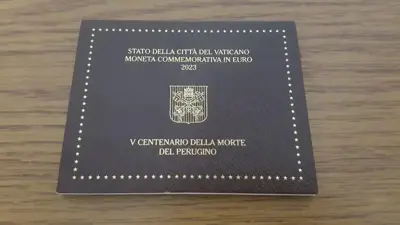 STATO DELLA CITTÀ DEL VATICANO
MONETA COMMEMORATIVA IN EURO
2023
V CENTENARIO DELLA MORTE
DEL PERUGINO